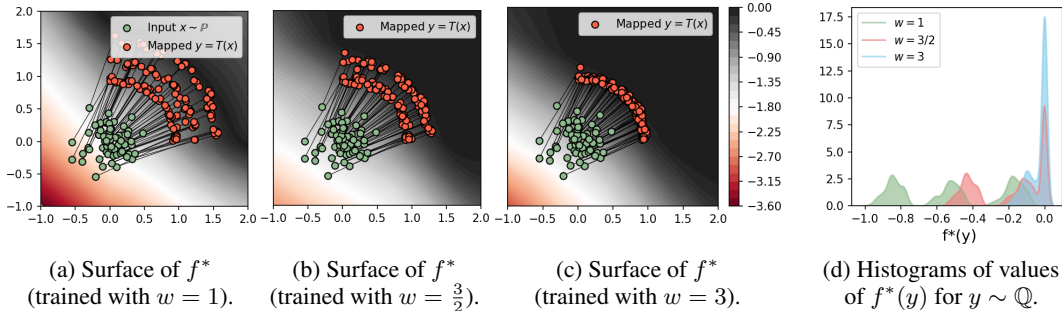 Input x ~ ℙ
Mapped y = T(x)
2.0
1.5
1.0
0.5
0.0
−0.5
−1.0
−1.0 −0.5 0.0 0.5 1.0 1.5 2.0
Mapped y = T(x)
−1.0 −0.5 0.0 0.5 1.0 1.5 2.0
Mapped y = T(x)
−1.0 −0.5 0.0 0.5 1.0 1.5 2.0
0.00
−0.45
−0.90
−1.35
−1.80
−2.25
−2.70
−3.15
−3.60
w = 1
w = 3/2
w = 3
17.5
15.0
12.5
10.0
7.5
5.0
2.5
0.0
−1.0 −0.8 −0.6 −0.4 −0.2 0.0
f*(y)
(a) Surface of f*
(trained with w = 1).
(b) Surface of f*
(trained with w = 3/2).
(c) Surface of f*
(trained with w = 3).
(d) Histograms of values
of f*(y) for y ∼ ℚ.